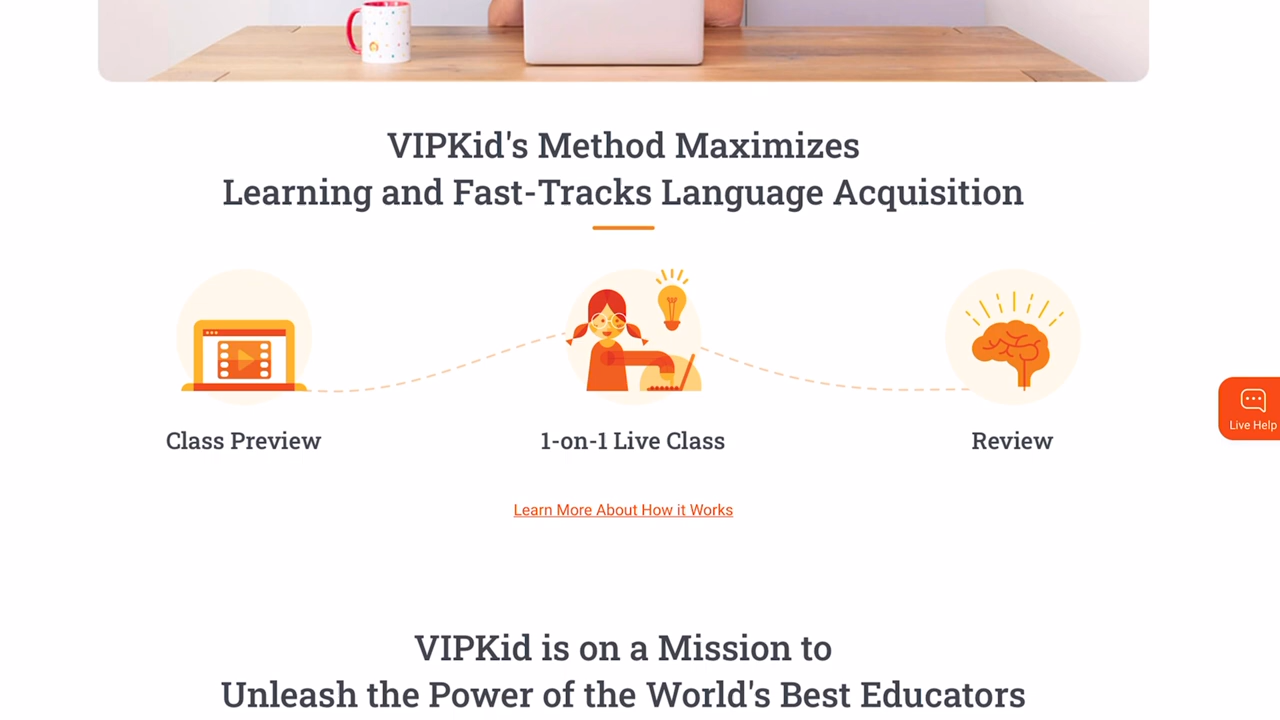 VIPKid's Method Maximizes
Learning and Fast-Tracks Language Acquisition
Class Preview
1-on-1 Live Class
Review
Live Help
Learn More About How it Works
VIPKid is on a Mission to
Unleash the Power of the World's Best Educators